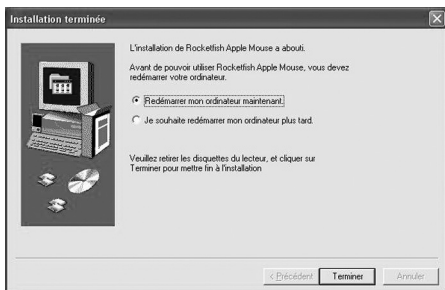 Installation terminée
L'installation de Rocketfish Apple Mouse a abouti.
Avant de pouvoir utiliser Rocketfish Apple Mouse, vous devez
redémarrer votre ordinateur.
Redémarrer mon ordinateur maintenant.
Je souhaite redémarrer mon ordinateur plus tard.
Veuillez retirer les disquettes du lecteur, et cliquer sur
Terminer pour mettre fin à l'installation
< Précédent Terminer Annuler